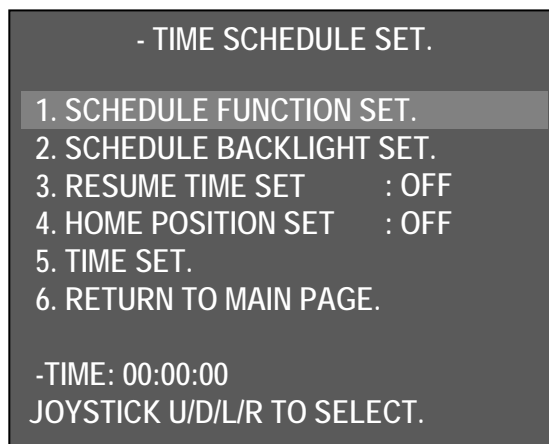 - TIME SCHEDULE SET.
1. SCHEDULE FUNCTION SET.
2. SCHEDULE BACKLIGHT SET.
3. RESUME TIME SET : OFF
4. HOME POSITION SET : OFF
5. TIME SET.
6. RETURN TO MAIN PAGE.
-TIME: 00:00:00
JOYSTICK U/D/L/R TO SELECT.